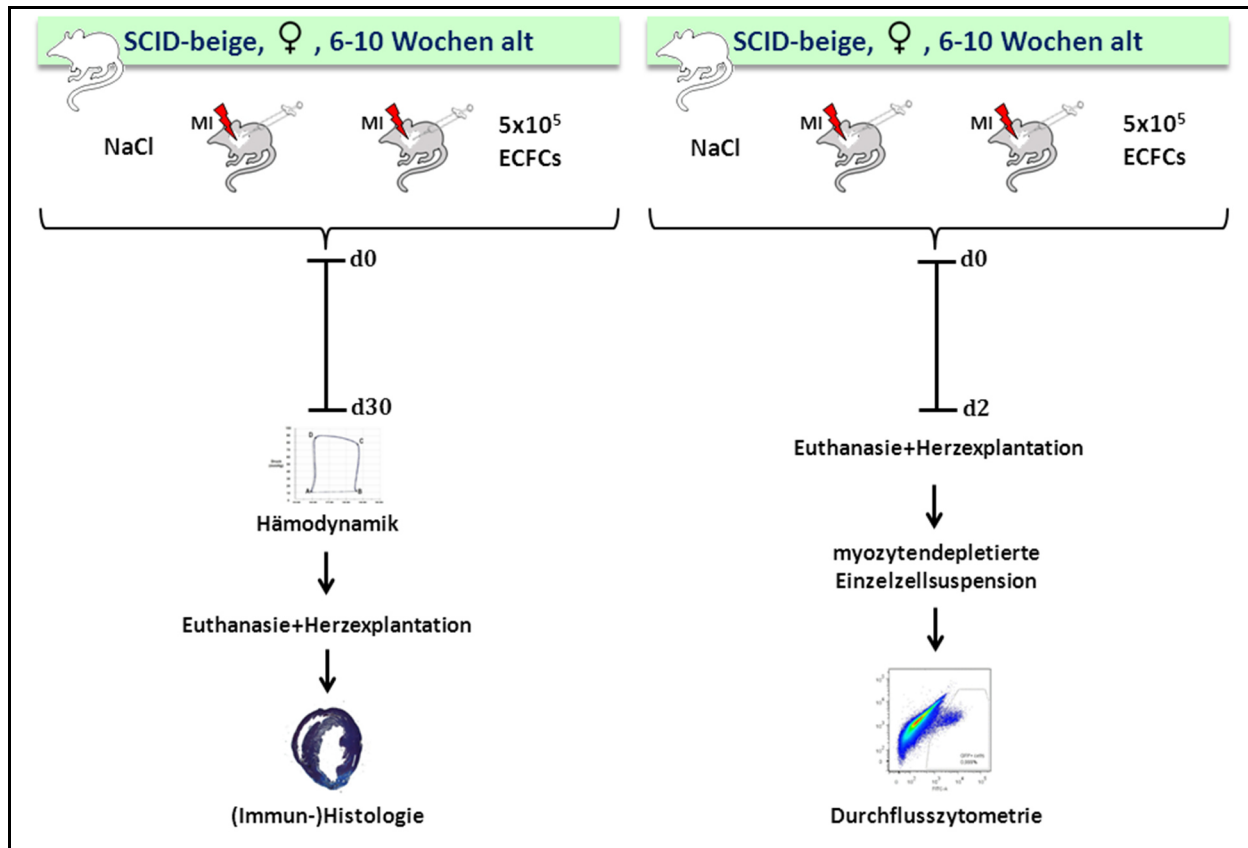 SCID-beige, ♀ , 6-10 Wochen alt
NaCl
MI
MI
5x10⁵
ECFCs
d0
d30
D
C
A
B
Hämodynamik
Euthanasie+Herzexplantation
(Immun-)Histologie
SCID-beige, ♀ , 6-10 Wochen alt
NaCl
MI
MI
5x10⁵
ECFCs
d0
d2
Euthanasie+Herzexplantation
myozytendepletierte
Einzelzellsuspension
Durchflusszytometrie